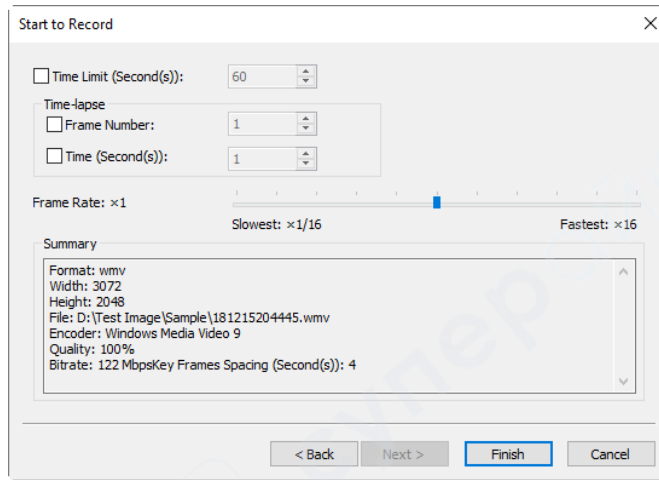 Start to Record
Time Limit (Second(s)): 60
Time-lapse
Frame Number: 1
Time (Second(s)): 1
Frame Rate: ×1
Slowest: ×1/16 Fastest: ×16
Summary
Format: wmv
Width: 3072
Height: 2048
File: D:\Test Image\Sample\181215204445.wmv
Encoder: Windows Media Video 9
Quality: 100%
Bitrate: 122 MbpsKey Frames Spacing (Second(s)): 4
< Back Next > Finish Cancel